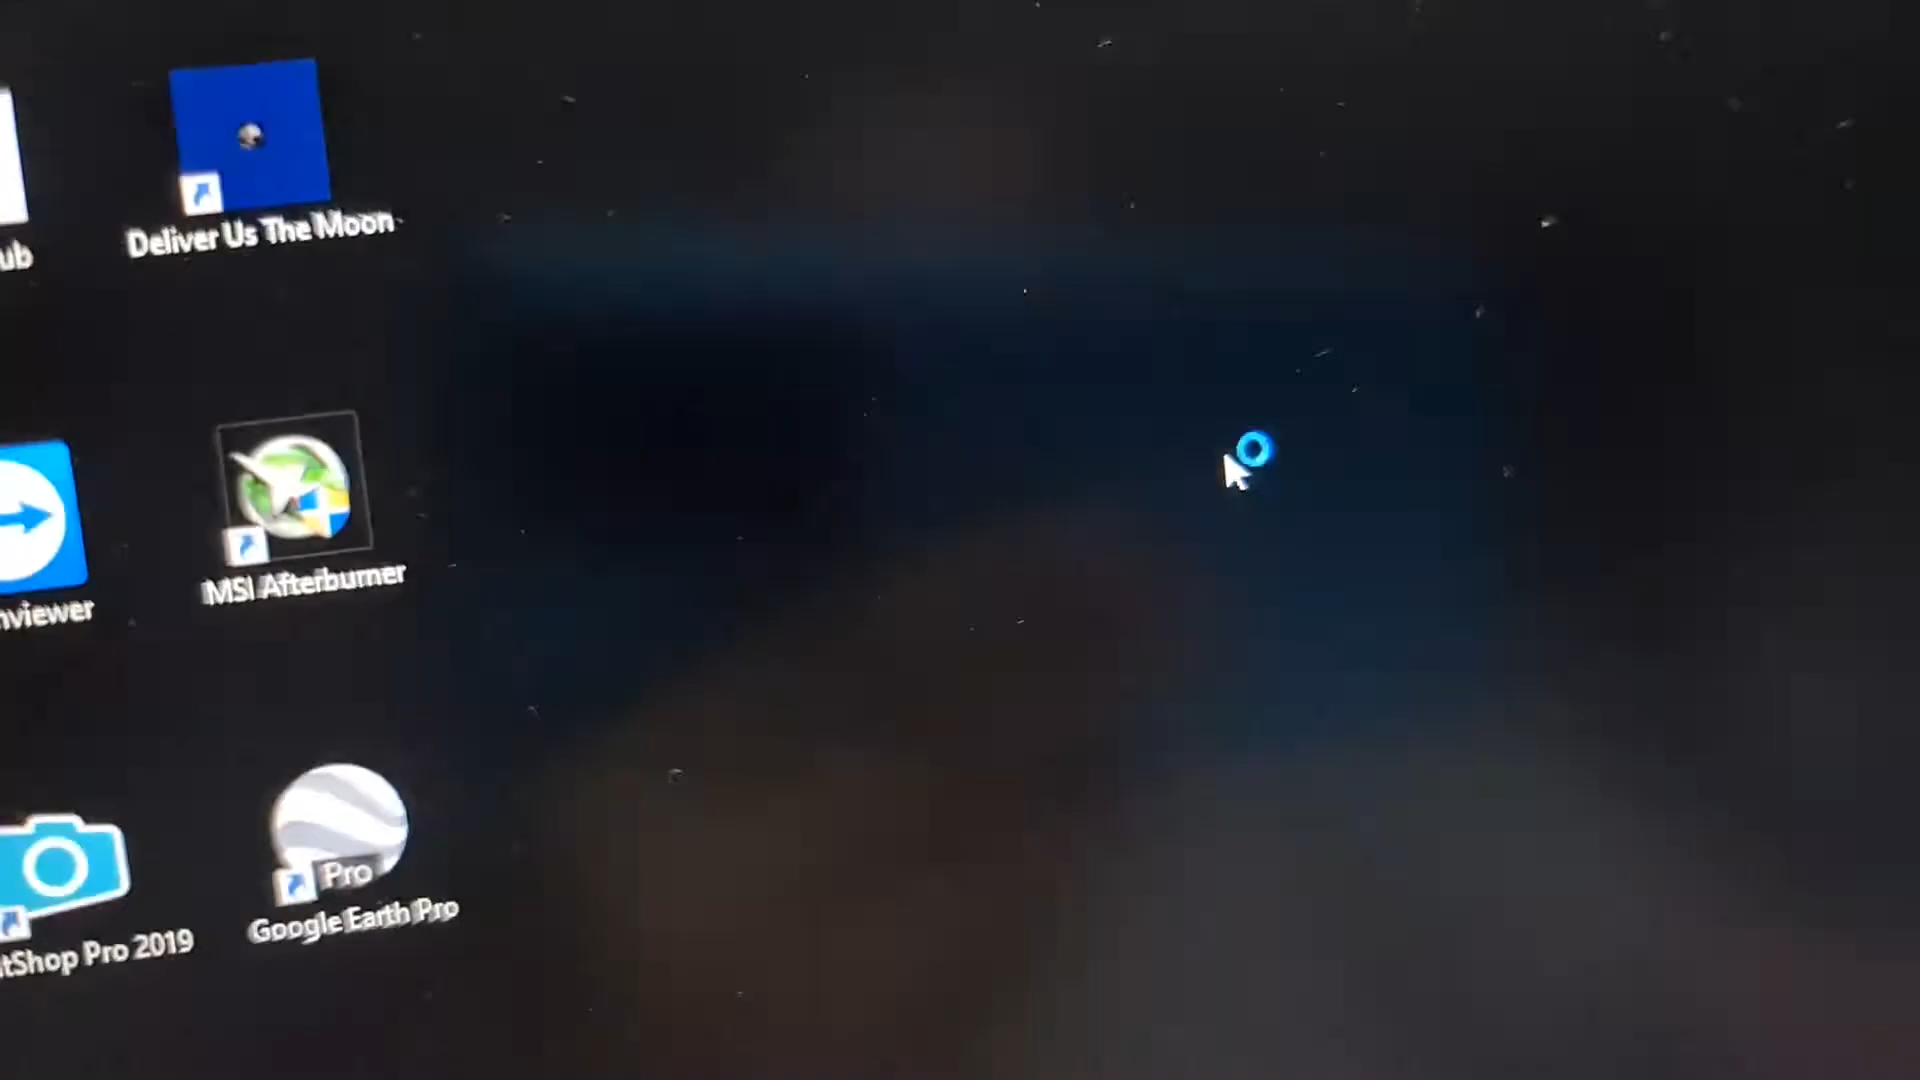 Deliver Us The Moon
ub
MSI Afterburner
nviewer
Pro
Google Earth Pro
tShop Pro 2019